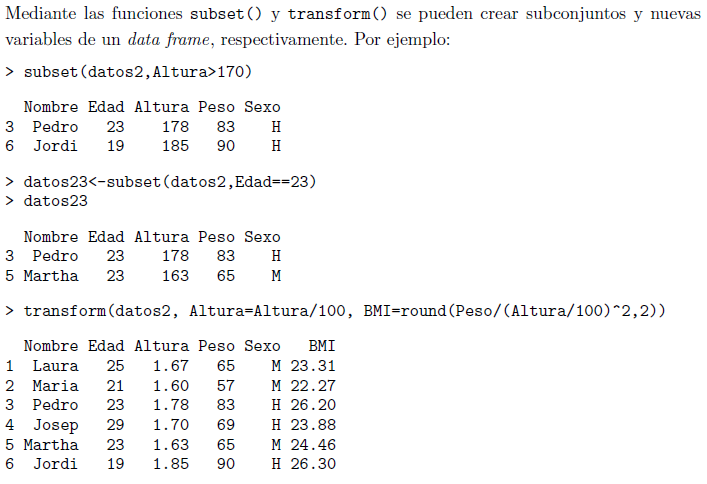 Mediante las funciones subset() y transform() se pueden crear subconjuntos y nuevas
variables de un data frame, respectivamente. Por ejemplo:
> subset(datos2,Altura>170)
  Nombre Edad Altura Peso Sexo
3  Pedro   23    178   83    H
6  Jordi   19    185   90    H
> datos23<-subset(datos2,Edad==23)
> datos23
  Nombre Edad Altura Peso Sexo
3  Pedro   23    178   83    H
5 Martha   23    163   65    M
> transform(datos2, Altura=Altura/100, BMI=round(Peso/(Altura/100)^2,2))
  Nombre Edad Altura Peso Sexo   BMI
1  Laura   25   1.67   65    M 23.31
2  Maria   21   1.60   57    M 22.27
3  Pedro   23   1.78   83    H 26.20
4  Josep   29   1.70   69    H 23.88
5 Martha   23   1.63   65    M 24.46
6  Jordi   19   1.85   90    H 26.30